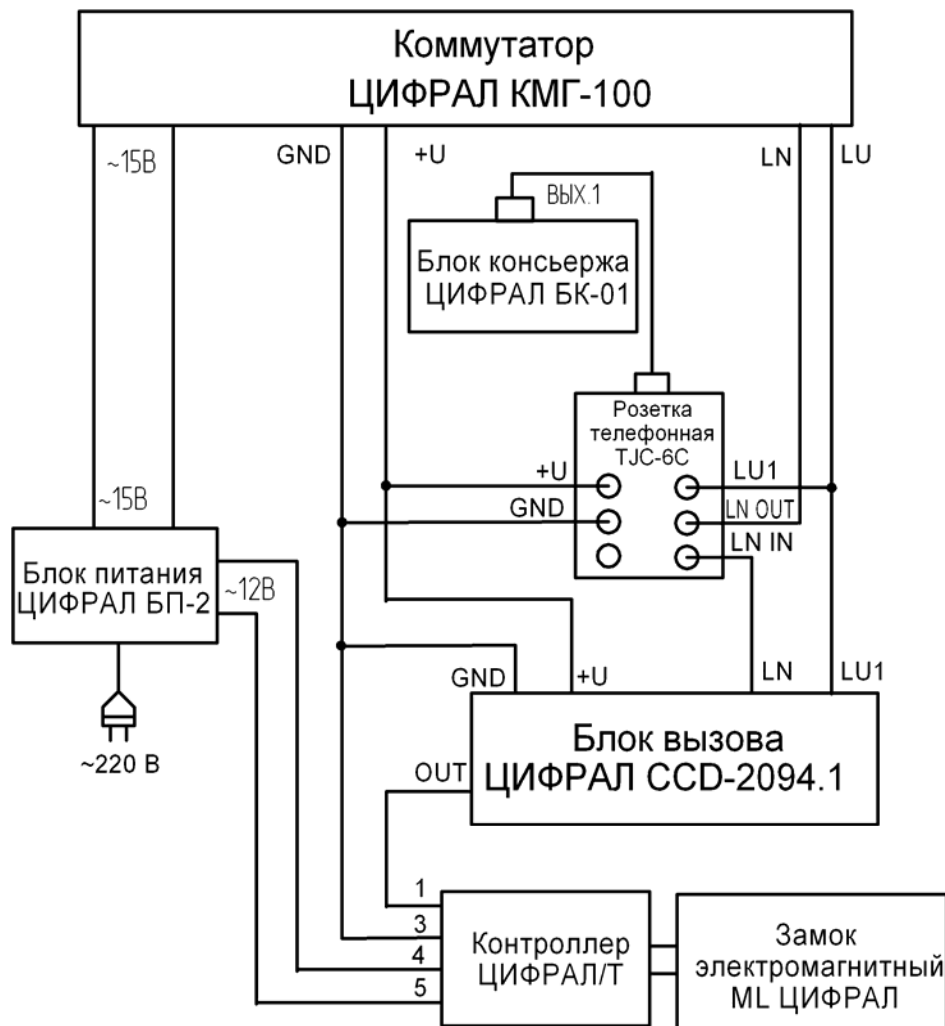 Коммутатор
ЦИФРАЛ КМГ-100
~15В
GND
+U
LN
LU
ВЫХ.1
Блок консьержа
ЦИФРАЛ БК-01
Розетка
телефонная
TJC-6C
+U
LU1
GND
LN OUT
LN IN
~15В
Блок питания
ЦИФРАЛ БП-2
~12В
~220 В
GND
+U
LN
LU1
Блок вызова
ЦИФРАЛ CCD-2094.1
OUT
1
3
4
5
Контроллер
ЦИФРАЛ/Т
Замок
электромагнитный
ML ЦИФРАЛ